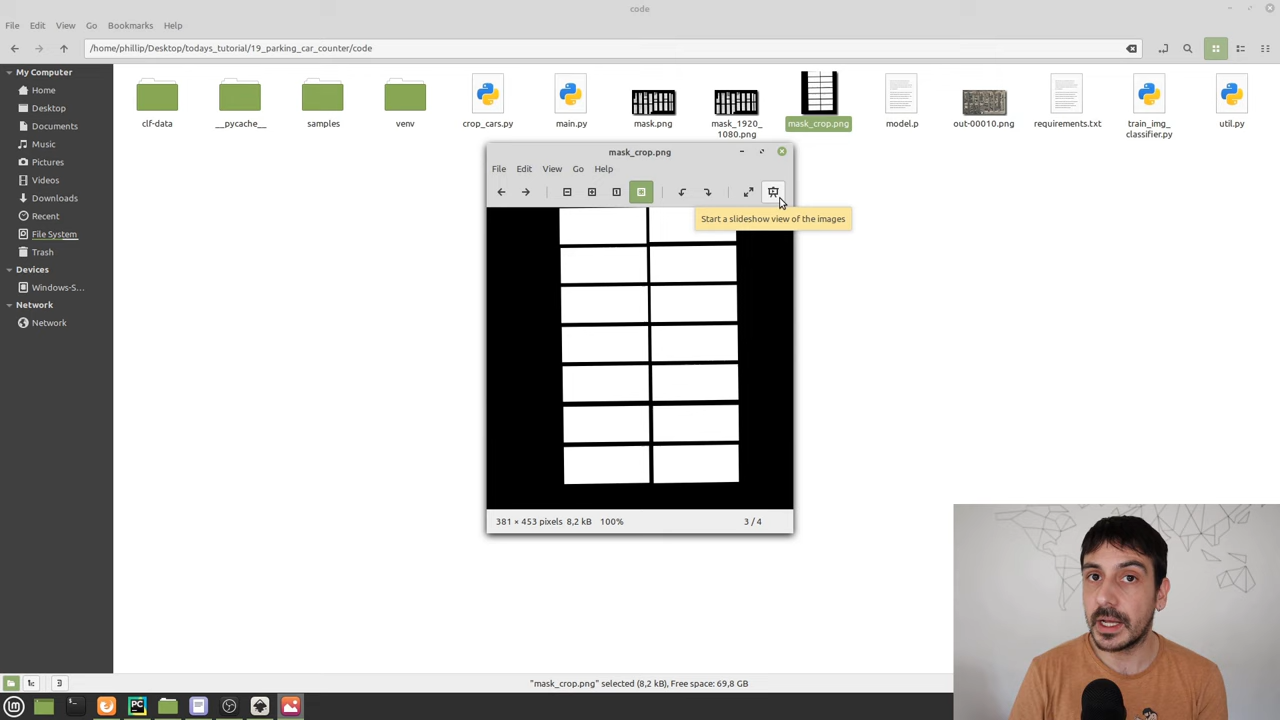 code
File Edit View Go Bookmarks Help
/home/phillip/Desktop/todays_tutorial/19_parking_car_counter/code
My Computer
Home
Desktop
Documents
Music
Pictures
Videos
Downloads
Recent
File System
Trash
Devices
Windows-S...
Network
Network
clf-data
__pycache__
samples
venv
crop_cars.py
main.py
mask.png
mask_1920_
1080.png
mask_crop.png
model.p
out-00010.png
requirements.txt
train_img_
classifier.py
util.py
mask_crop.png
File Edit View Go Help
Start a slideshow view of the images
381 × 453 pixels 8,2 kB 100% 3 / 4
"mask_crop.png" selected (8,2 kB), Free space: 69,8 GB